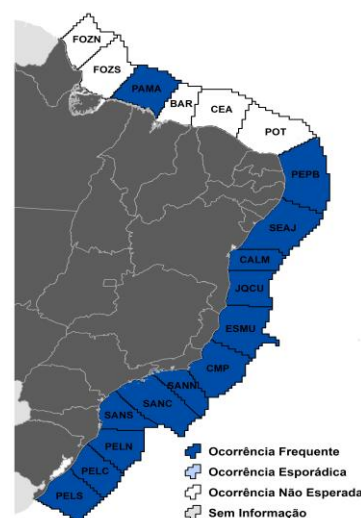 FOZN
FOZS
PAMA
BAR
CEA
POT
PEPB
SEAJ
CALM
JQCU
ESMU
CMP
SANN
SANC
SANS
PELN
PELC
PELS
Ocorrência Frequente
Ocorrência Esporádica
Ocorrência Não Esperada
Sem Informação